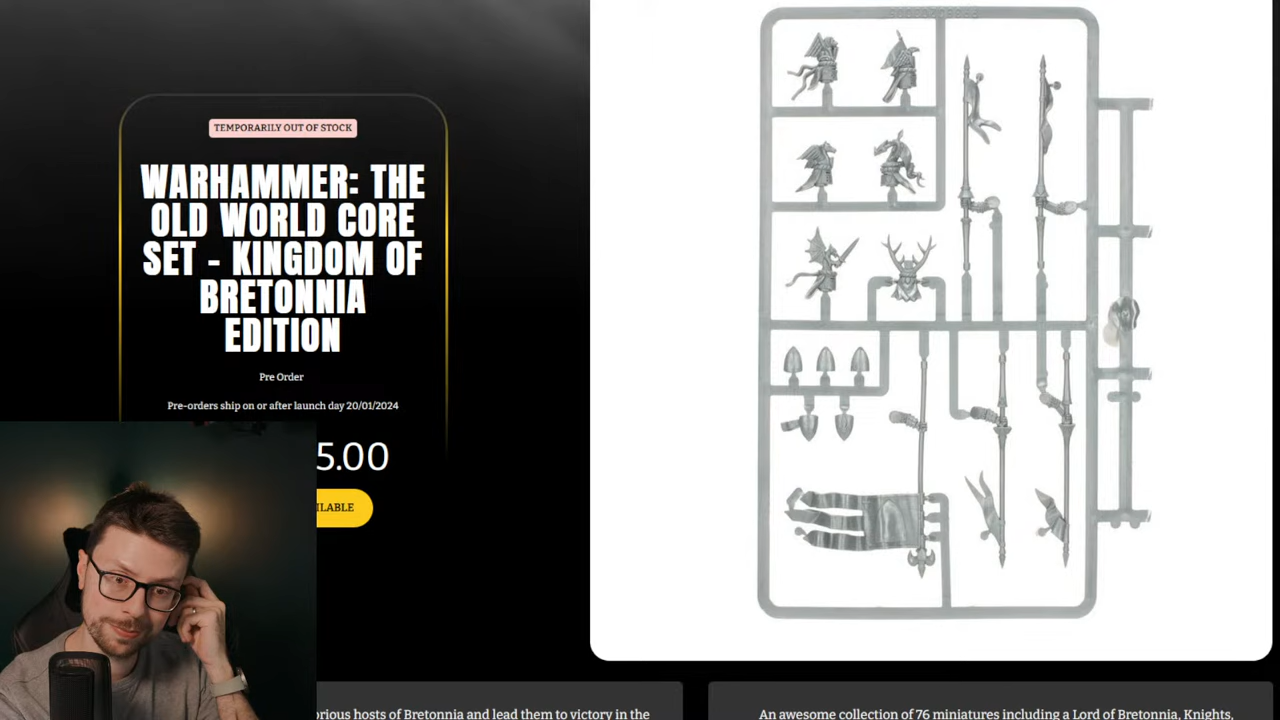 TEMPORARILY OUT OF STOCK
WARHAMMER: THE
OLD WORLD CORE
SET - KINGDOM OF
BRETONNIA
EDITION
Pre Order
Pre-orders ship on or after launch day 20/01/2024
5.00
ILABLE
orious hosts of Bretonnia and lead them to victory in the
An awesome collection of 76 miniatures including a Lord of Bretonnia, Knights,